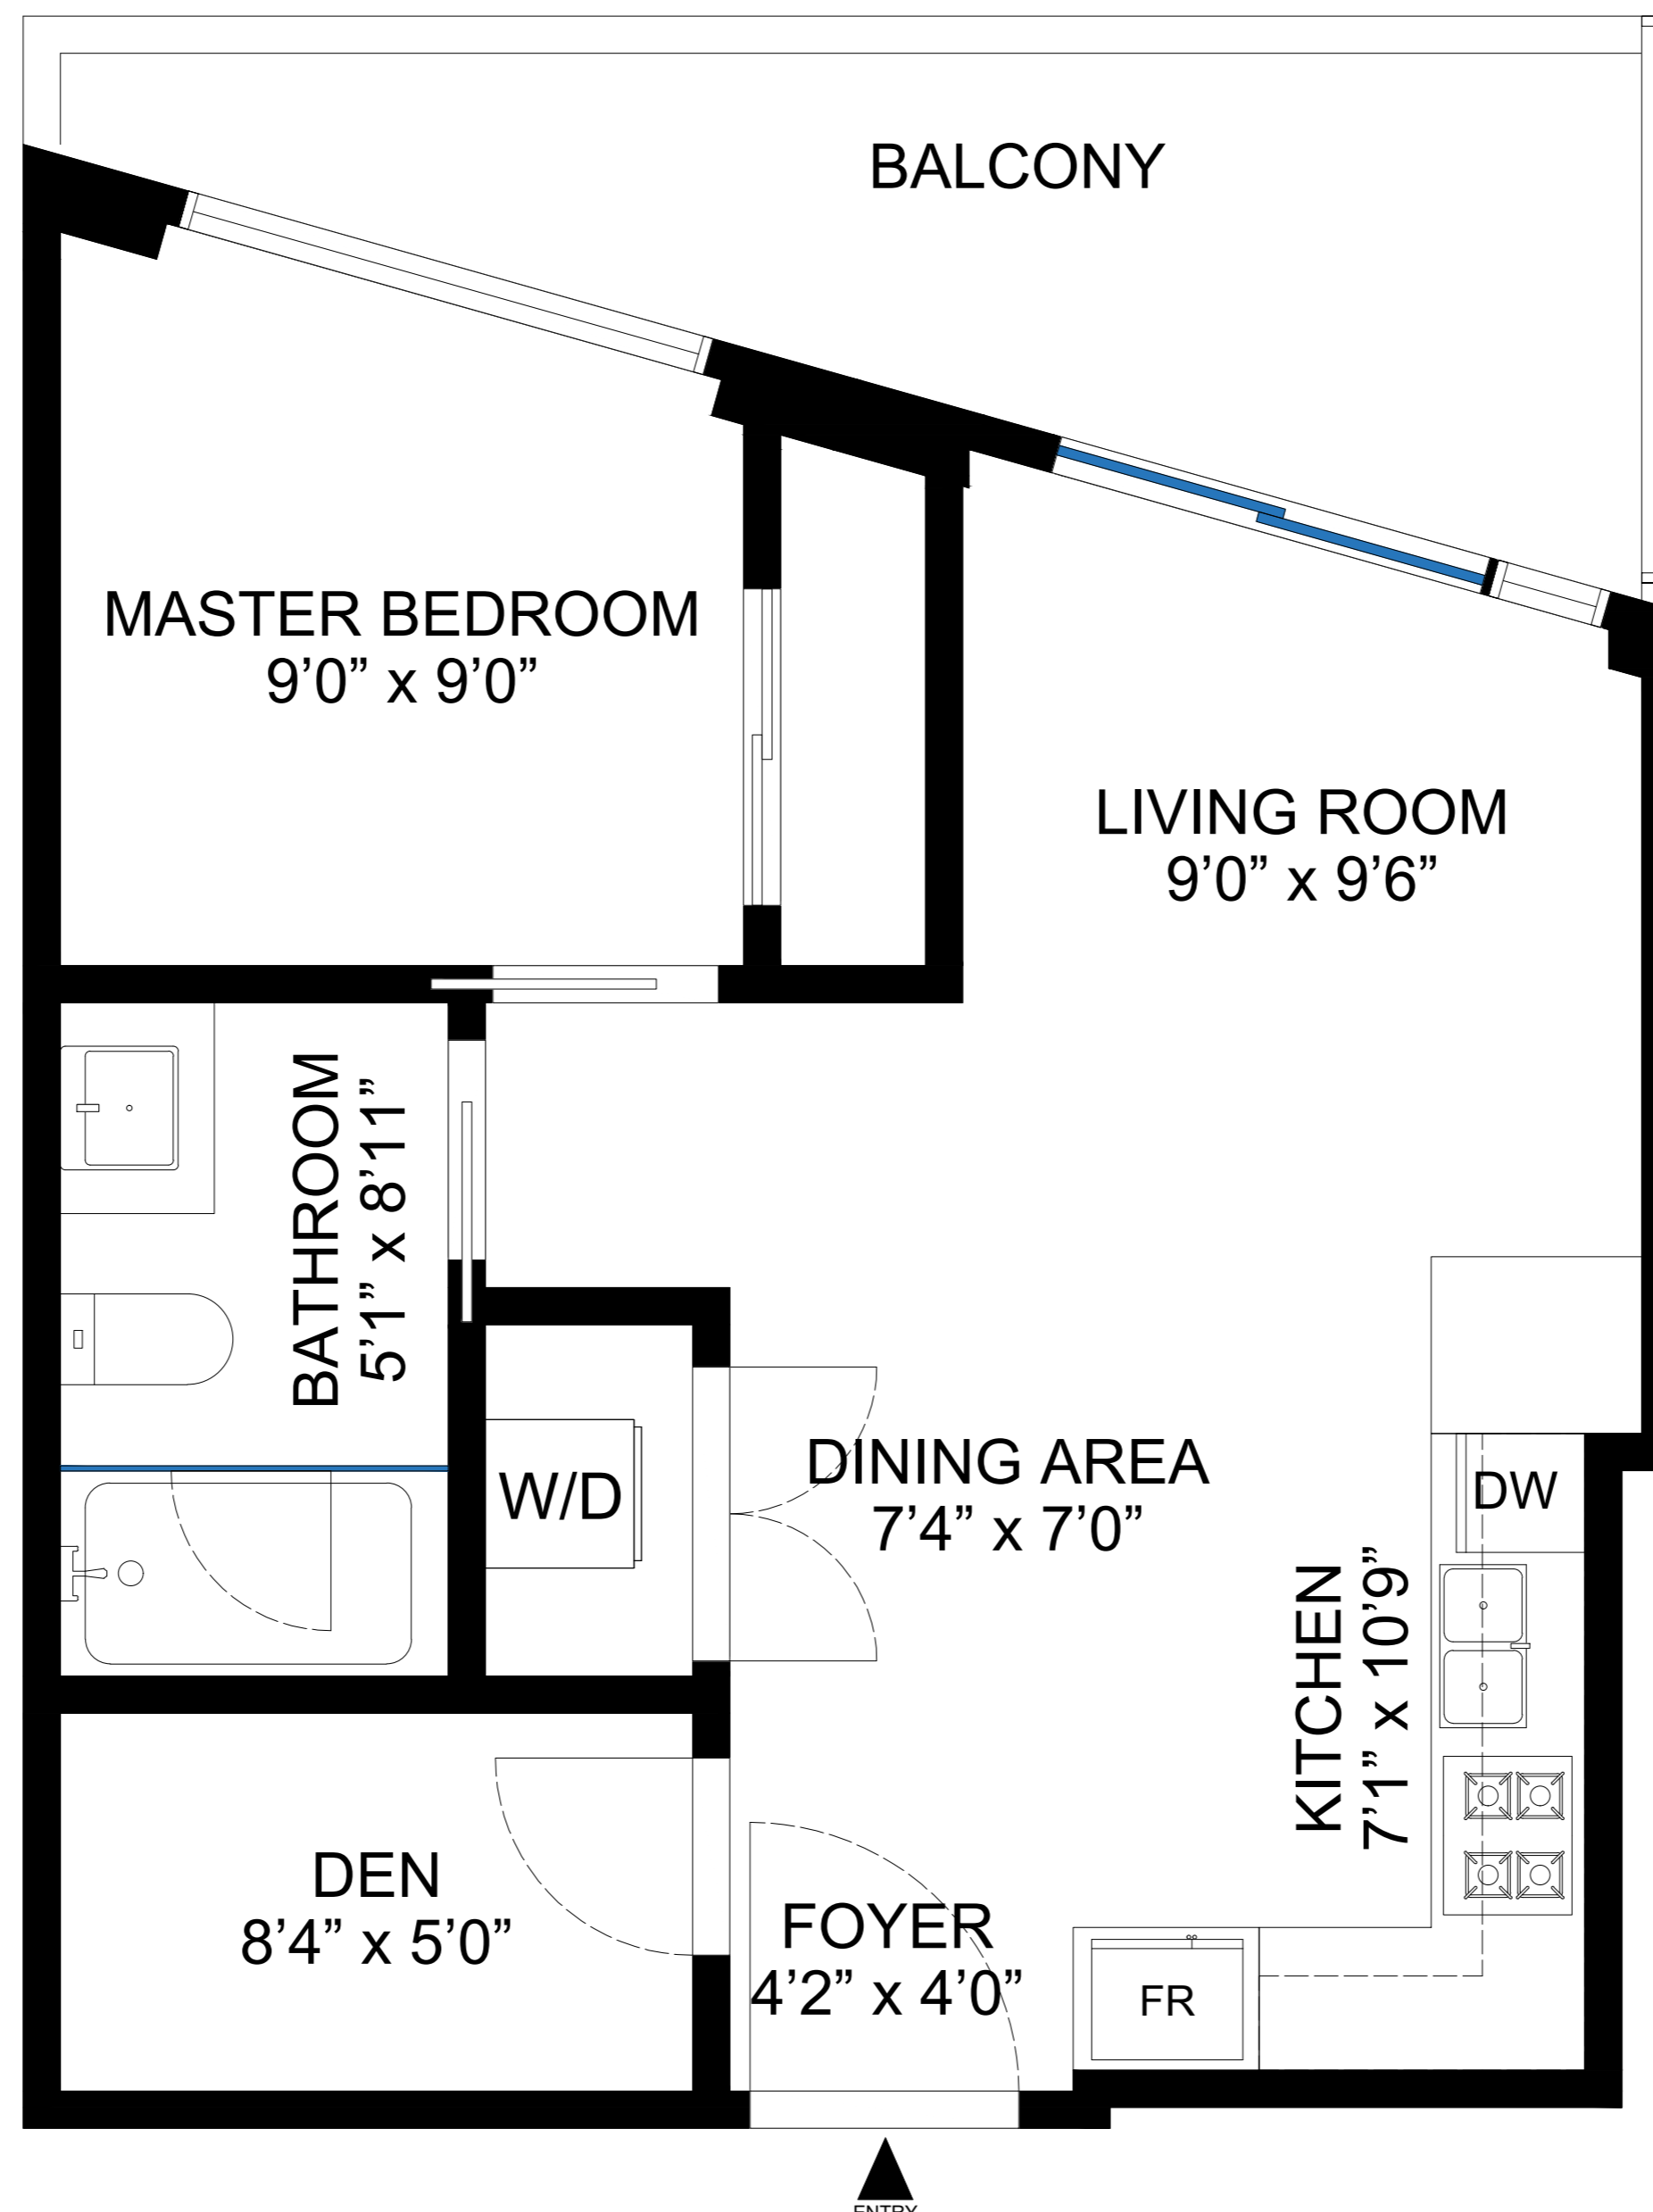 BALCONY
MASTER BEDROOM
9’0” x 9’0”
LIVING ROOM
9’0” x 9’6”
BATHROOM
5’1” x 8’11”
W/D
DINING AREA
7’4” x 7’0”
DW
KITCHEN
7’1” x 10’9”
DEN
8’4” x 5’0”
FOYER
4’2” x 4’0”
FR
ENTRY